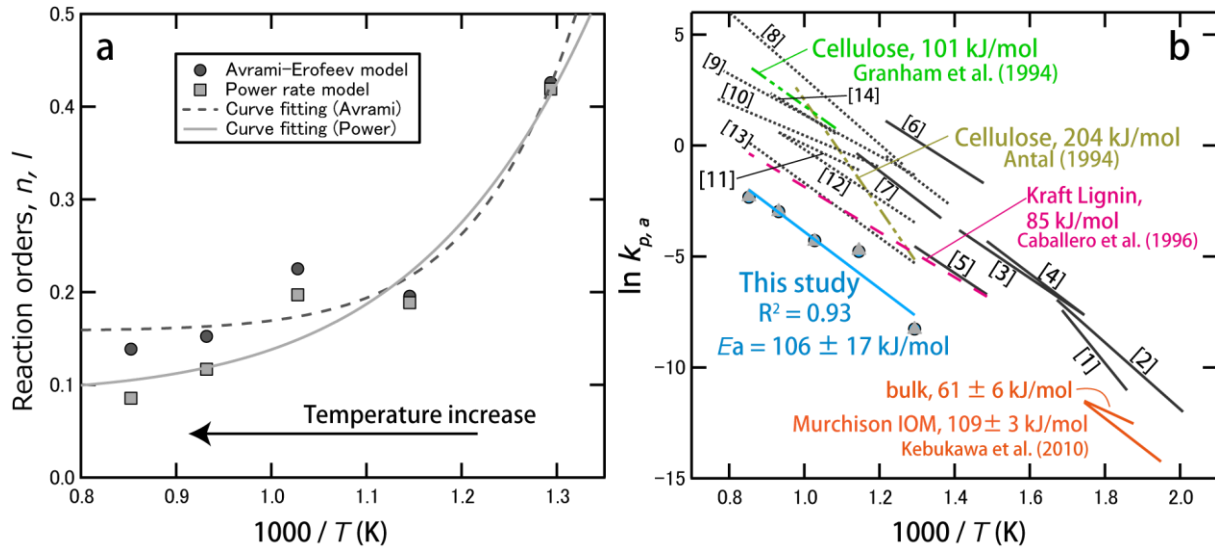 a
Avrami-Erofeev model
Power rate model
Curve fitting (Avrami)
Curve fitting (Power)
Temperature increase
Reaction orders, n, l
0.5
0.4
0.3
0.2
0.1
0.0
0.8 0.9 1.0 1.1 1.2 1.3
1000 / T (K)
b
[8]
Cellulose, 101 kJ/mol
Granham et al. (1994)
[9]
[14]
[10]
[6]
[13]
Cellulose, 204 kJ/mol
Antal (1994)
[11]
[12]
[7]
Kraft Lignin,
85 kJ/mol
Caballero et al. (1996)
[5]
[3]
[4]
This study
R² = 0.93
Ea = 106 ± 17 kJ/mol
[1]
[2]
bulk, 61 ± 6 kJ/mol
Murchison IOM, 109± 3 kJ/mol
Kebukawa et al. (2010)
ln kp, a
5
0
−5
−10
−15
0.8 1.0 1.2 1.4 1.6 1.8 2.0
1000 / T (K)